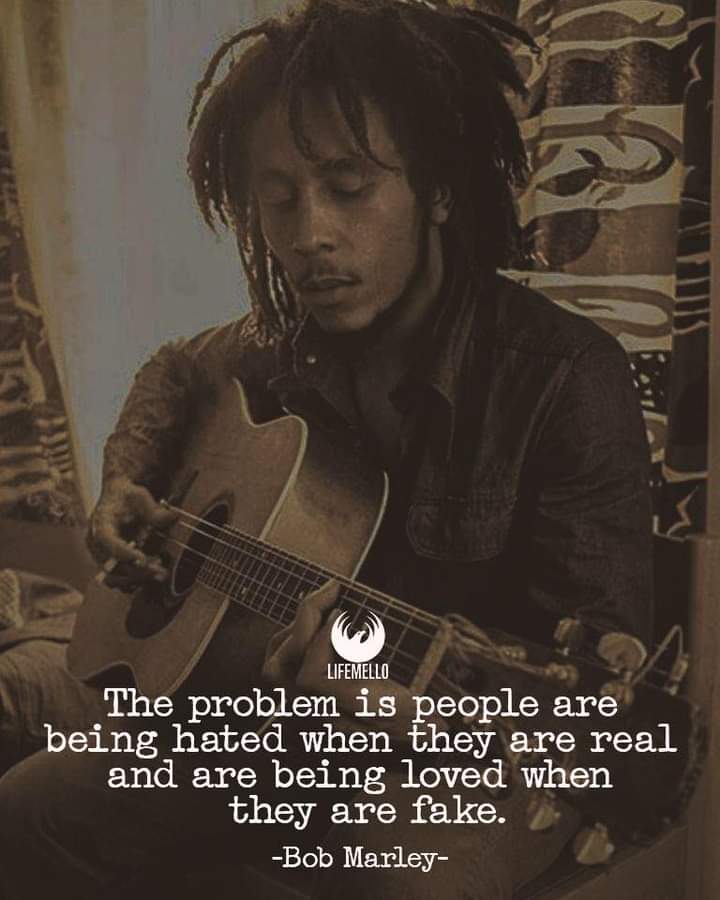 LIFEMELLO
The problem is people are
being hated when they are real
and are being loved when
they are fake.
-Bob Marley-